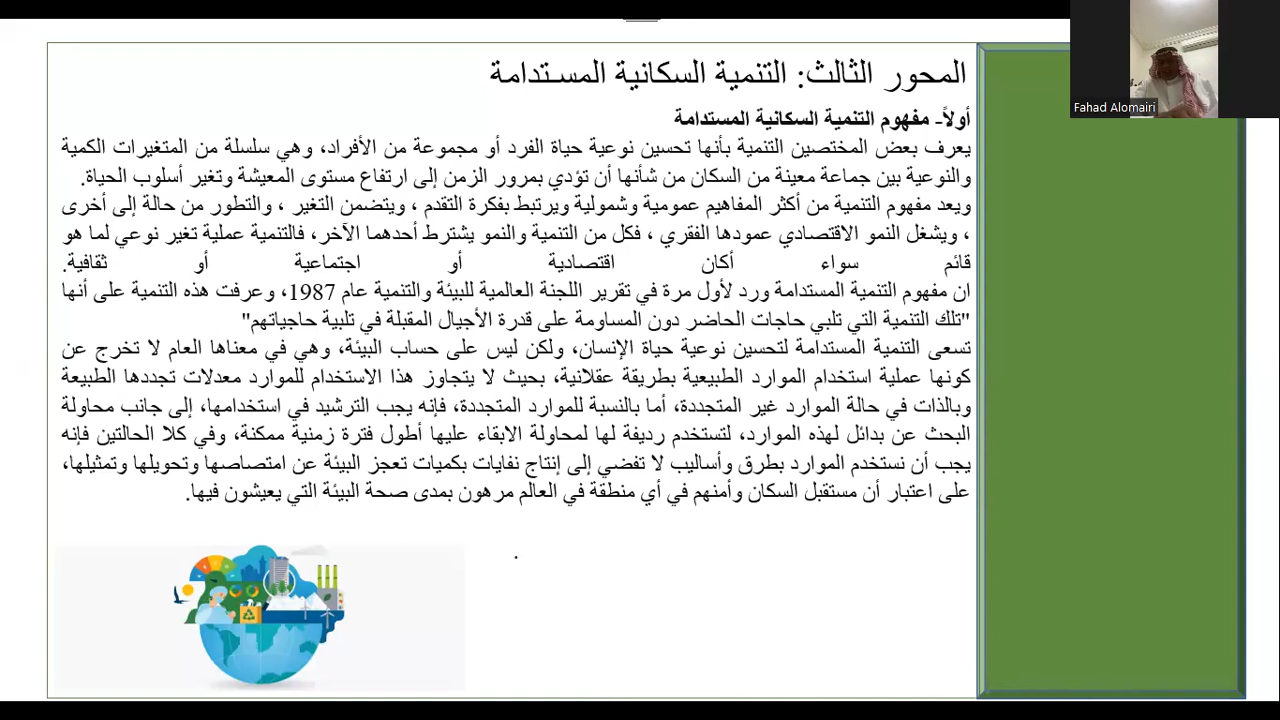 المحور الثالث: التنمية السكانية المستدامة
أولاً- مفهوم التنمية السكانية المستدامة
يعرف بعض المختصين التنمية بأنها تحسين نوعية حياة الفرد أو مجموعة من الأفراد، وهي سلسلة من المتغيرات الكمية
والنوعية بين جماعة معينة من السكان من شأنها أن تؤدي بمرور الزمن إلى ارتفاع مستوى المعيشة وتغير أسلوب الحياة.
ويعد مفهوم التنمية من أكثر المفاهيم عمومية وشمولية ويرتبط بفكرة التقدم ، ويتضمن التغير ، والتطور من حالة إلى أخرى
، ويشغل النمو الاقتصادي عمودها الفقري ، فكل من التنمية والنمو يشترط أحدهما الآخر، فالتنمية عملية تغير نوعي لما هو
قائم سواء أكان اقتصادية أو اجتماعية أو ثقافية.
ان مفهوم التنمية المستدامة ورد لأول مرة في تقرير اللجنة العالمية للبيئة والتنمية عام 1987، وعرفت هذه التنمية على أنها
"تلك التنمية التي تلبي حاجات الحاضر دون المساومة على قدرة الأجيال المقبلة في تلبية حاجياتهم"
تسعى التنمية المستدامة لتحسين نوعية حياة الإنسان، ولكن ليس على حساب البيئة، وهي في معناها العام لا تخرج عن
كونها عملية استخدام الموارد الطبيعية بطريقة عقلانية، بحيث لا يتجاوز هذا الاستخدام للموارد معدلات تجددها الطبيعة
وبالذات في حالة الموارد غير المتجددة، أما بالنسبة للموارد المتجددة، فإنه يجب الترشيد في استخدامها، إلى جانب محاولة
البحث عن بدائل لهذه الموارد، لتستخدم رديفة لها لمحاولة الابقاء عليها أطول فترة زمنية ممكنة، وفي كلا الحالتين فإنه
يجب أن نستخدم الموارد بطرق وأساليب لا تفضي إلى إنتاج نفايات بكميات تعجز البيئة عن امتصاصها وتحويلها وتمثيلها،
على اعتبار أن مستقبل السكان وأمنهم في أي منطقة في العالم مرهون بمدى صحة البيئة التي يعيشون فيها.
.
Fahad Alomairi